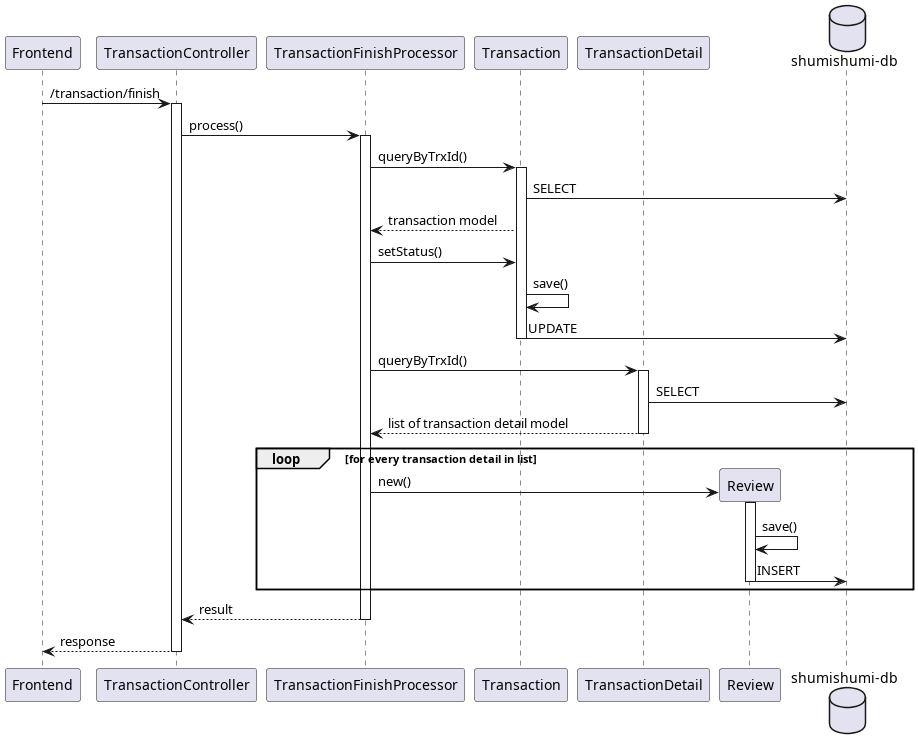 shumishumi-db
Frontend
TransactionController
TransactionFinishProcessor
Transaction
TransactionDetail
/transaction/finish
process()
queryByTrxId()
SELECT
transaction model
setStatus()
save()
UPDATE
queryByTrxId()
SELECT
list of transaction detail model
loop
[for every transaction detail in list]
new()
Review
save()
INSERT
result
response
Frontend
TransactionController
TransactionFinishProcessor
Transaction
TransactionDetail
Review
shumishumi-db